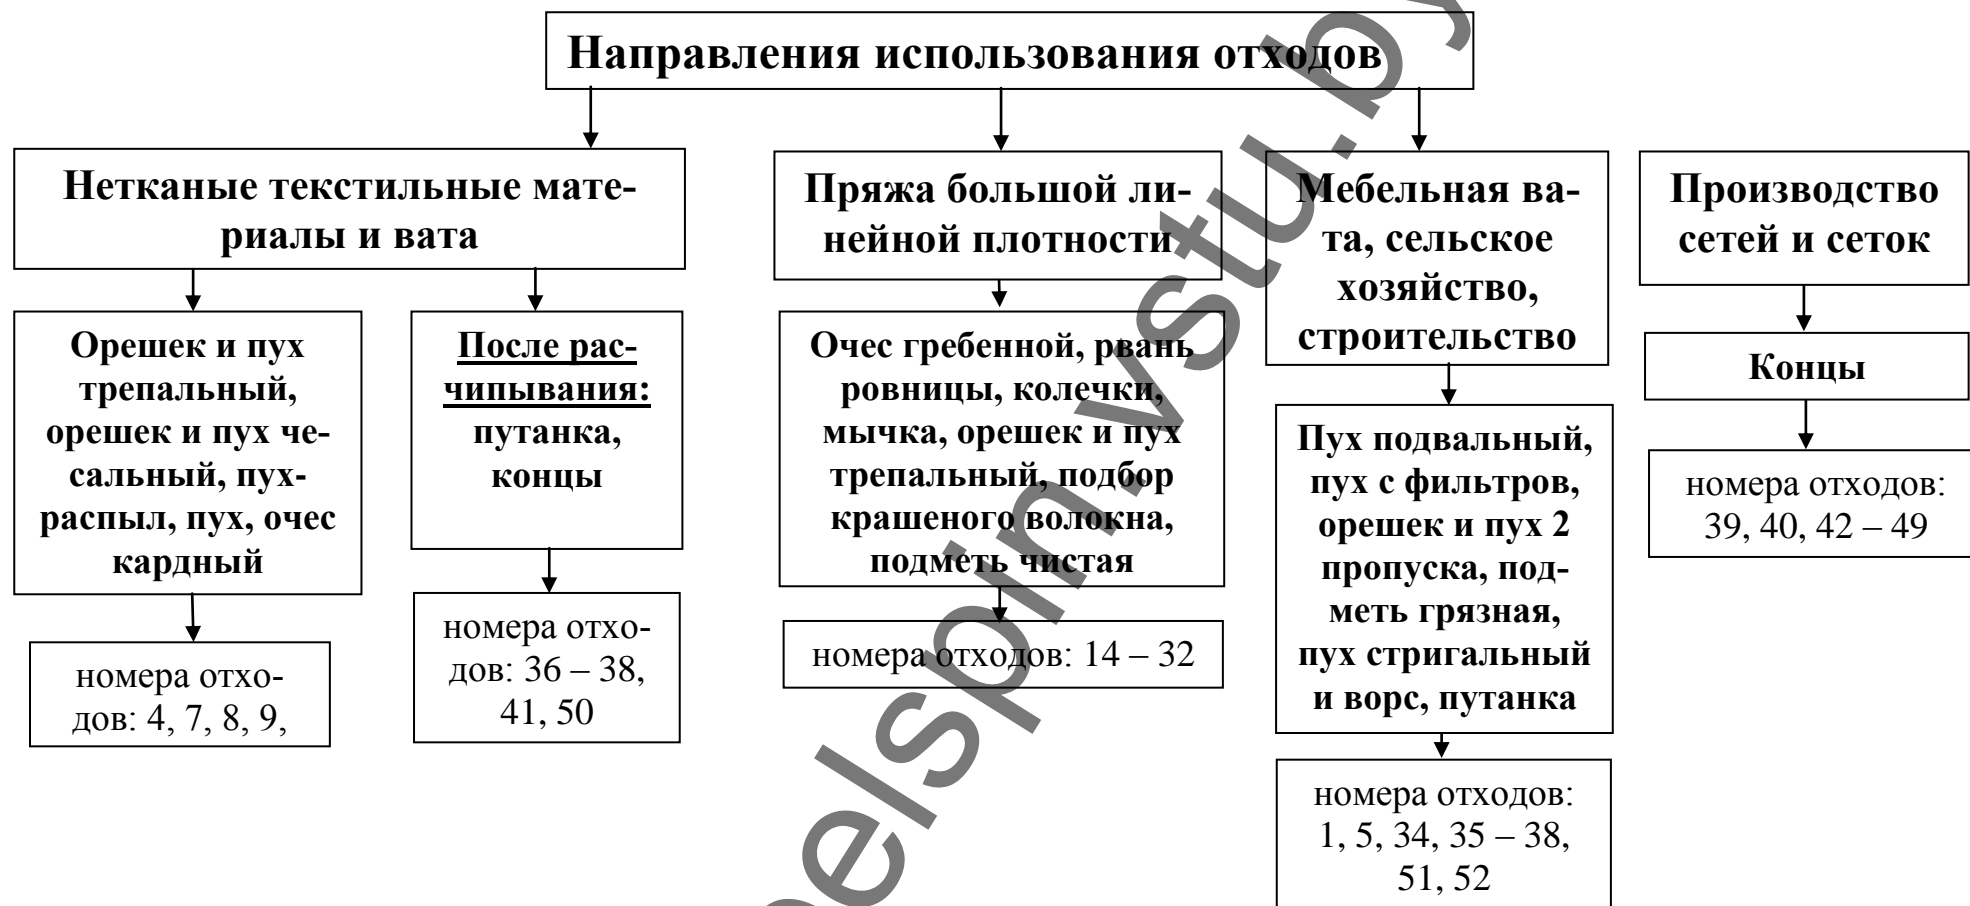 Направления использования отходов
Нетканые текстильные мате-
риалы и вата
Пряжа большой ли-
нейной плотности
Мебельная ва-
та, сельское
хозяйство,
строительство
Производство
сетей и сеток
Орешек и пух
трепальный,
орешек и пух че-
сальный, пух-
распыл, пух, очес
кардный
После рас-
чипывания:
путанка,
концы
Очес гребенной, рвань
ровницы, колечки,
мычка, орешек и пух
трепальный, подбор
крашеного волокна,
подметь чистая
Пух подвальный,
пух с фильтров,
орешек и пух 2
пропуска, под-
меть грязная,
пух стригальный
и ворс, путанка
Концы
номера отходов:
39, 40, 42 – 49
номера отхо-
дов: 4, 7, 8, 9,
номера отхо-
дов: 36 – 38,
41, 50
номера отходов: 14 – 32
номера отходов:
1, 5, 34, 35 – 38,
51, 52
elspin.vstu.by